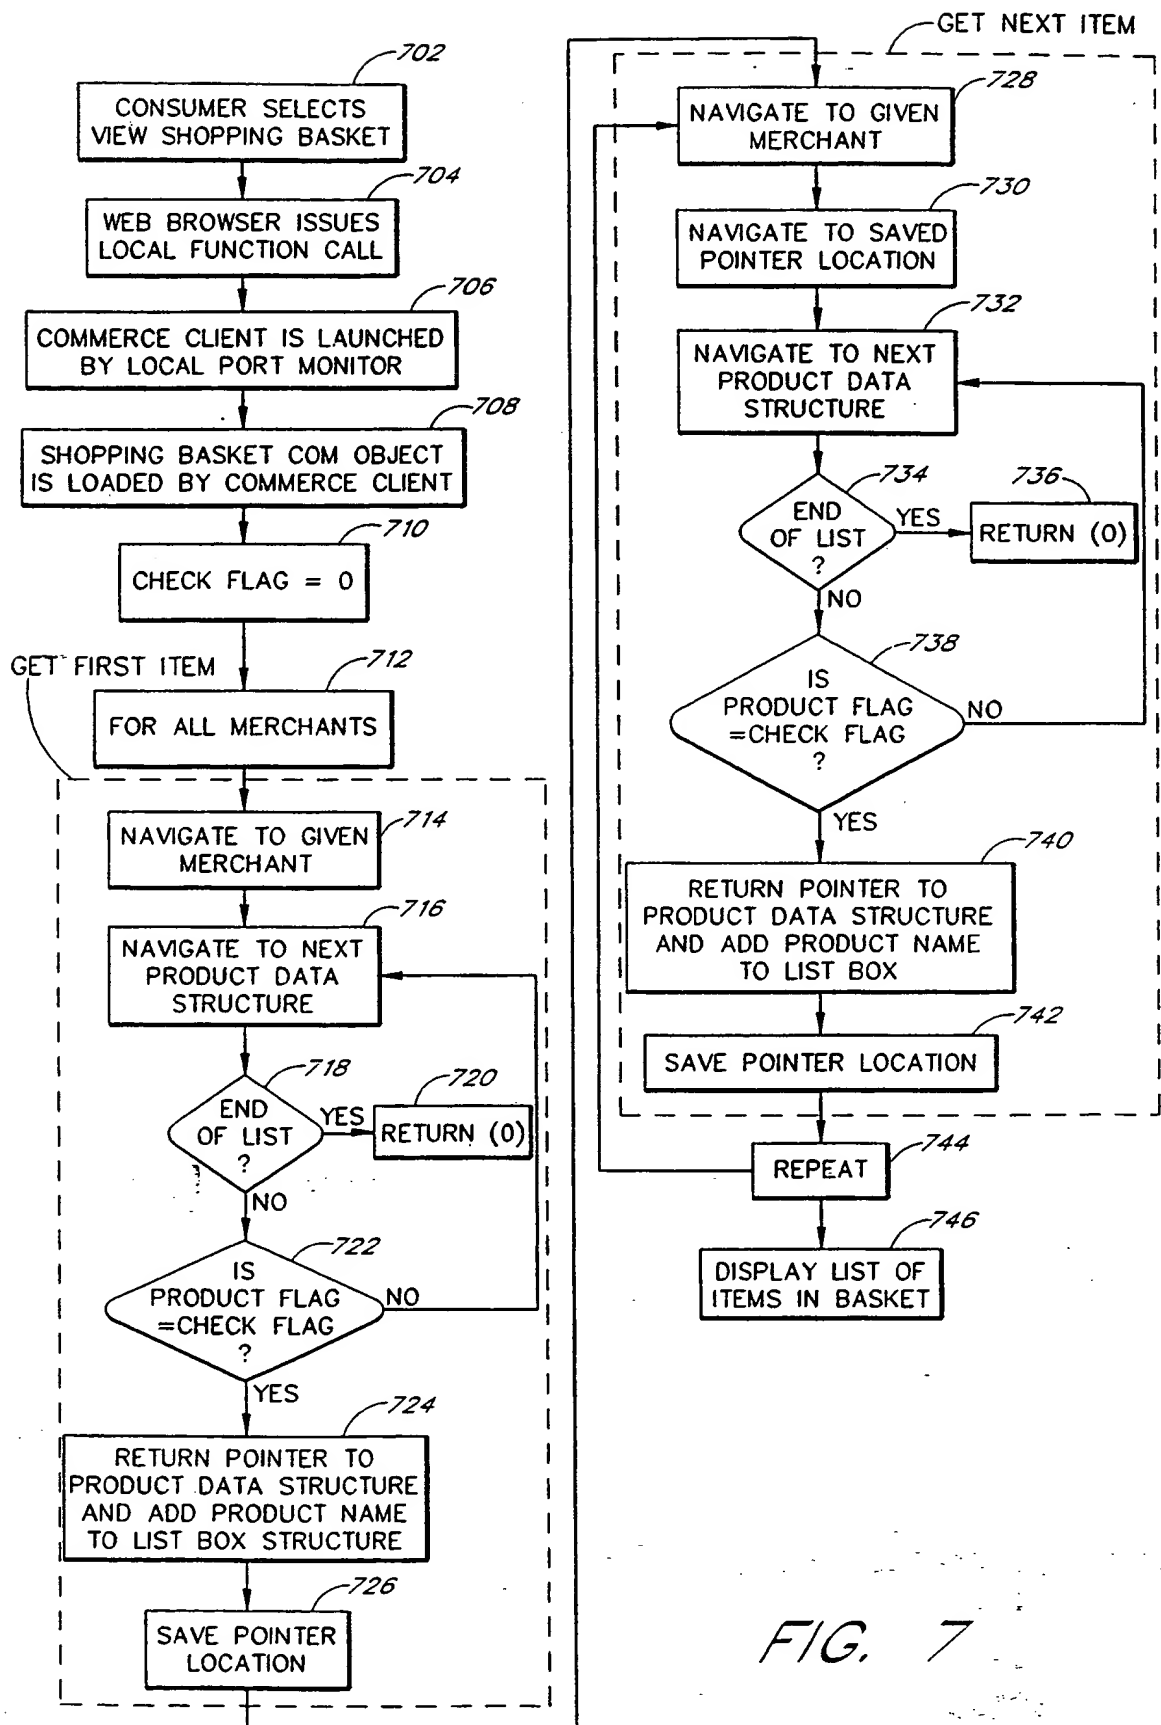 702
CONSUMER SELECTS
VIEW SHOPPING BASKET
704
WEB BROWSER ISSUES
LOCAL FUNCTION CALL
706
COMMERCE CLIENT IS LAUNCHED
BY LOCAL PORT MONITOR
708
SHOPPING BASKET COM OBJECT
IS LOADED BY COMMERCE CLIENT
710
CHECK FLAG = 0
GET FIRST ITEM
712
FOR ALL MERCHANTS
714
NAVIGATE TO GIVEN
MERCHANT
716
NAVIGATE TO NEXT
PRODUCT DATA
STRUCTURE
718
END
OF LIST
?
YES
720
RETURN (0)
NO
722
IS
PRODUCT FLAG
=CHECK FLAG
?
NO
YES
724
RETURN POINTER TO
PRODUCT DATA STRUCTURE
AND ADD PRODUCT NAME
TO LIST BOX STRUCTURE
726
SAVE POINTER
LOCATION
GET NEXT ITEM
728
NAVIGATE TO GIVEN
MERCHANT
730
NAVIGATE TO SAVED
POINTER LOCATION
732
NAVIGATE TO NEXT
PRODUCT DATA
STRUCTURE
734
END
OF LIST
?
YES
736
RETURN (0)
NO
738
IS
PRODUCT FLAG
=CHECK FLAG
?
NO
YES
740
RETURN POINTER TO
PRODUCT DATA STRUCTURE
AND ADD PRODUCT NAME
TO LIST BOX
742
SAVE POINTER LOCATION
744
REPEAT
746
DISPLAY LIST OF
ITEMS IN BASKET
FIG. 7